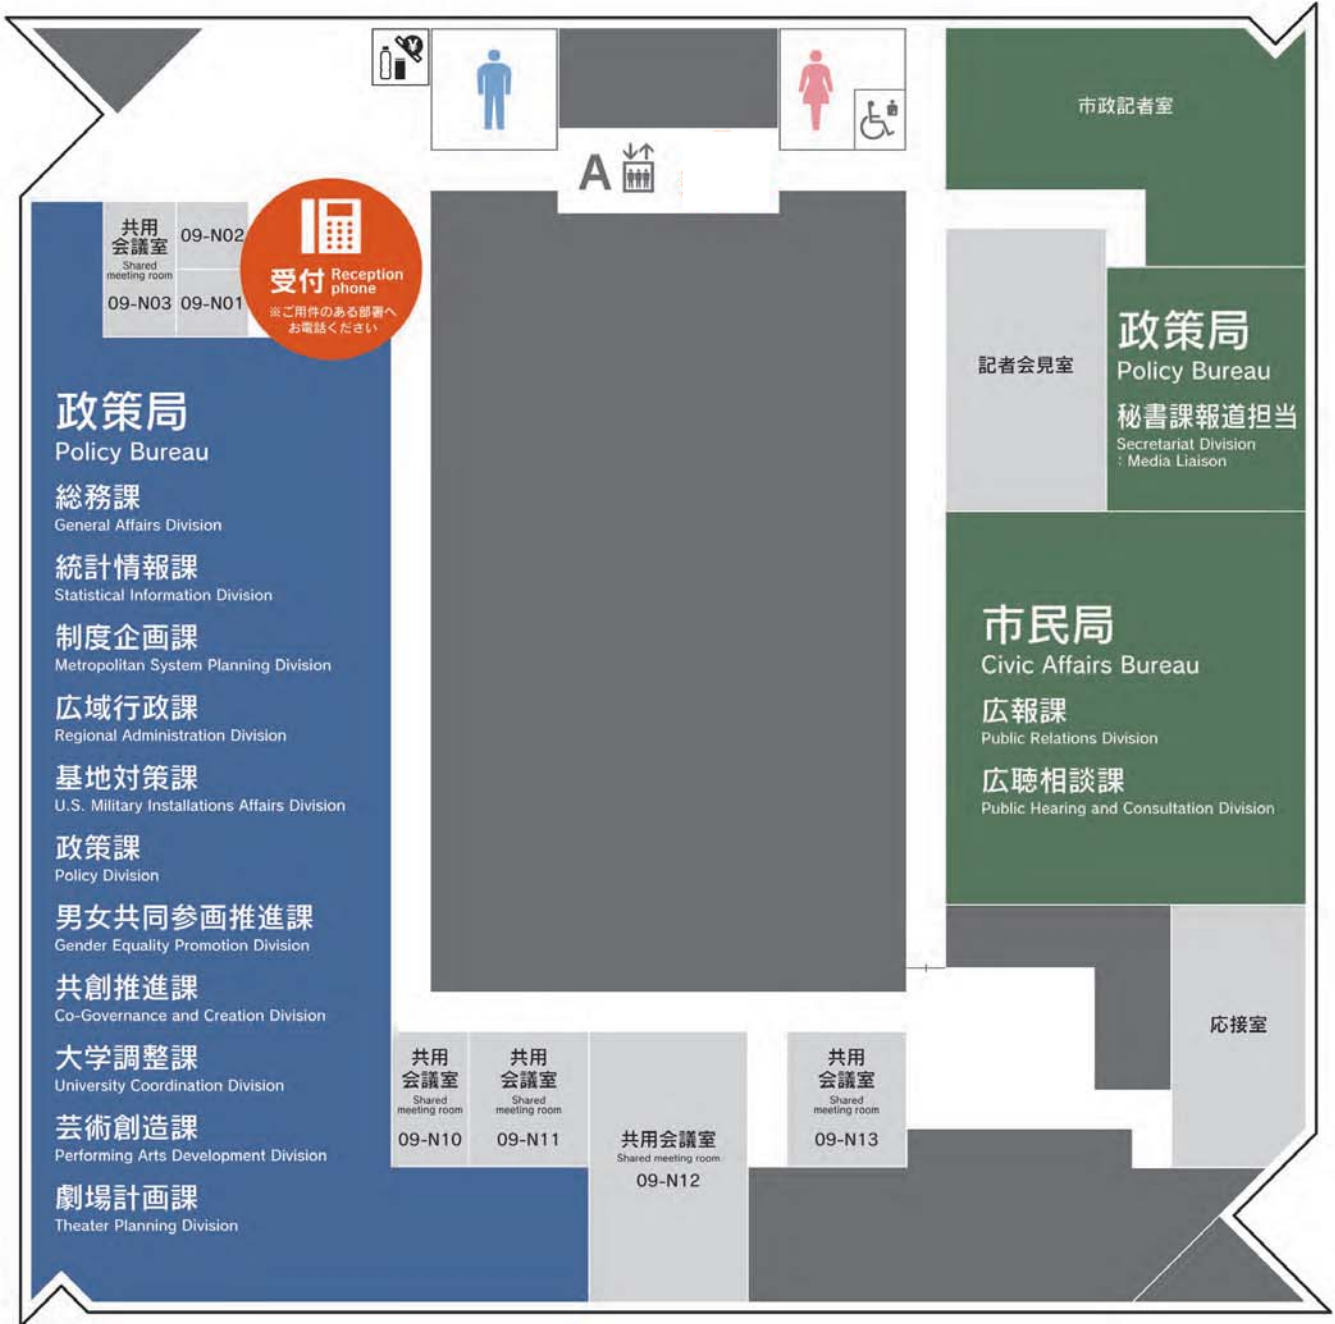 ¥
A
市政記者室
共用
会議室
Shared
meeting room
09-N03
09-N02
09-N01
受付 Reception phone
※ご用件のある部署へ
お電話ください
政策局
Policy Bureau
総務課
General Affairs Division
統計情報課
Statistical Information Division
制度企画課
Metropolitan System Planning Division
広域行政課
Regional Administration Division
基地対策課
U.S. Military Installations Affairs Division
政策課
Policy Division
男女共同参画推進課
Gender Equality Promotion Division
共創推進課
Co-Governance and Creation Division
大学調整課
University Coordination Division
芸術創造課
Performing Arts Development Division
劇場計画課
Theater Planning Division
記者会見室
政策局
Policy Bureau
秘書課報道担当
Secretariat Division
: Media Liaison
市民局
Civic Affairs Bureau
広報課
Public Relations Division
広聴相談課
Public Hearing and Consultation Division
応接室
共用
会議室
Shared
meeting room
09-N10
共用
会議室
Shared
meeting room
09-N11
共用会議室
Shared meeting room
09-N12
共用
会議室
Shared
meeting room
09-N13